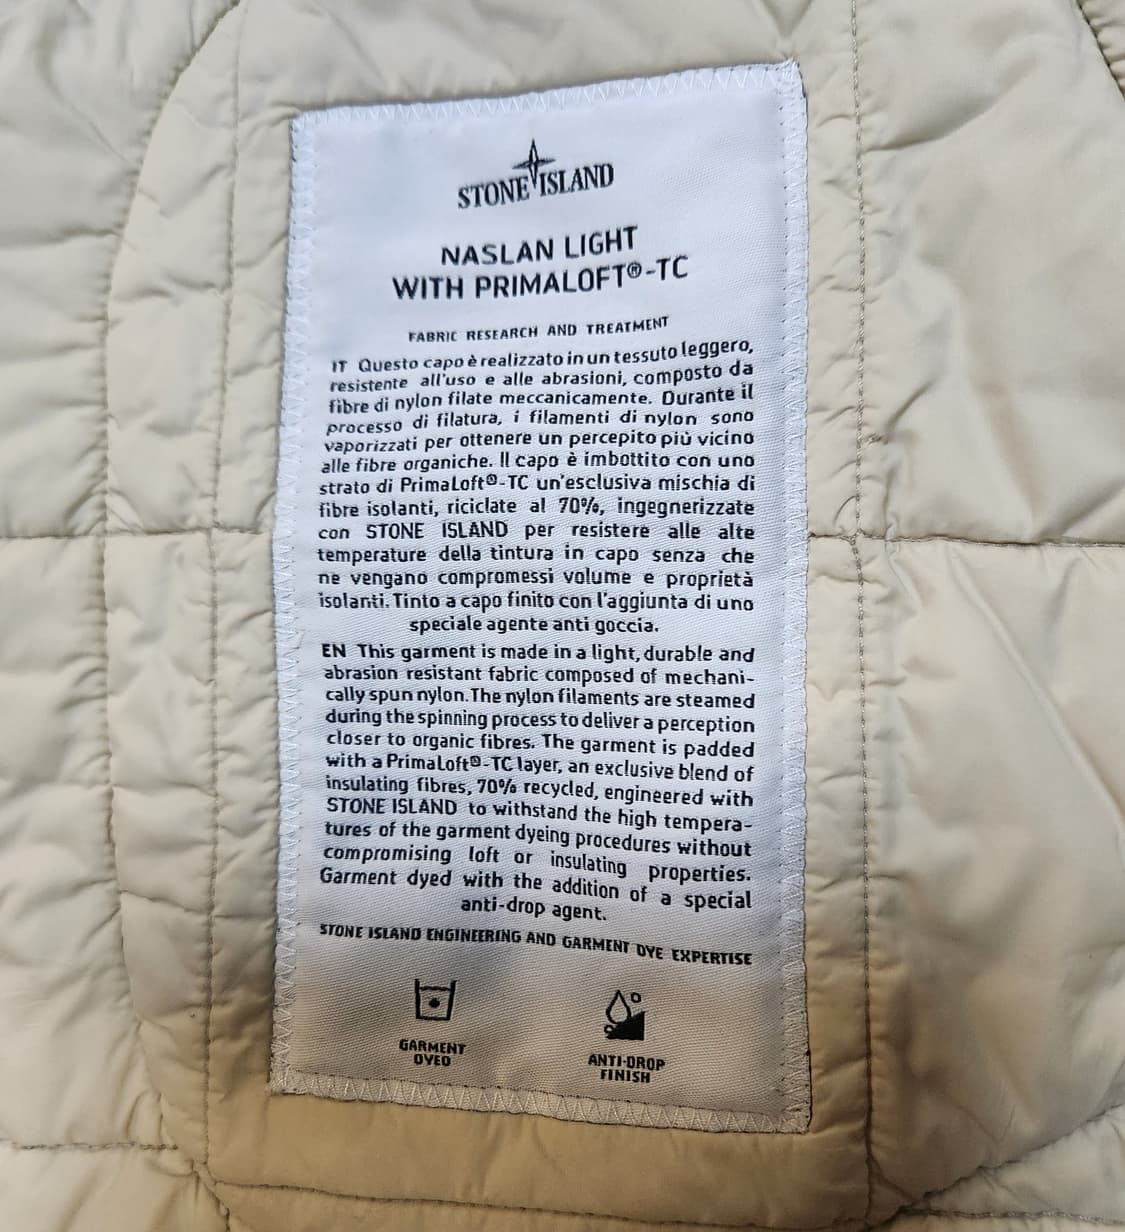 STONE ISLAND
NASLAN LIGHT
WITH PRIMALOFT®-TC
FABRIC RESEARCH AND TREATMENT
IT Questo capo è realizzato in un tessuto leggero,
resistente all'uso e alle abrasioni, composto da
fibre di nylon filate meccanicamente. Durante il
processo di filatura, i filamenti di nylon sono
vaporizzati per ottenere un percepito più vicino
alle fibre organiche. Il capo è imbottito con uno
strato di PrimaLoft®-TC un'esclusiva mischia di
fibre isolanti, riciclate al 70%, ingegnerizzate
con STONE ISLAND per resistere alle alte
temperature della tintura in capo senza che
ne vengano compromessi volume e proprietà
isolanti. Tinto a capo finito con l'aggiunta di uno
speciale agente anti goccia.
EN This garment is made in a light, durable and
abrasion resistant fabric composed of mechani-
cally spun nylon. The nylon filaments are steamed
during the spinning process to deliver a perception
closer to organic fibres. The garment is padded
with a PrimaLoft®-TC layer, an exclusive blend of
insulating fibres, 70% recycled, engineered with
STONE ISLAND to withstand the high tempera-
tures of the garment dyeing procedures without
compromising loft or insulating properties.
Garment dyed with the addition of a special
anti-drop agent.
STONE ISLAND ENGINEERING AND GARMENT DYE EXPERTISE
GARMENT
DYED
ANTI-DROP
FINISH